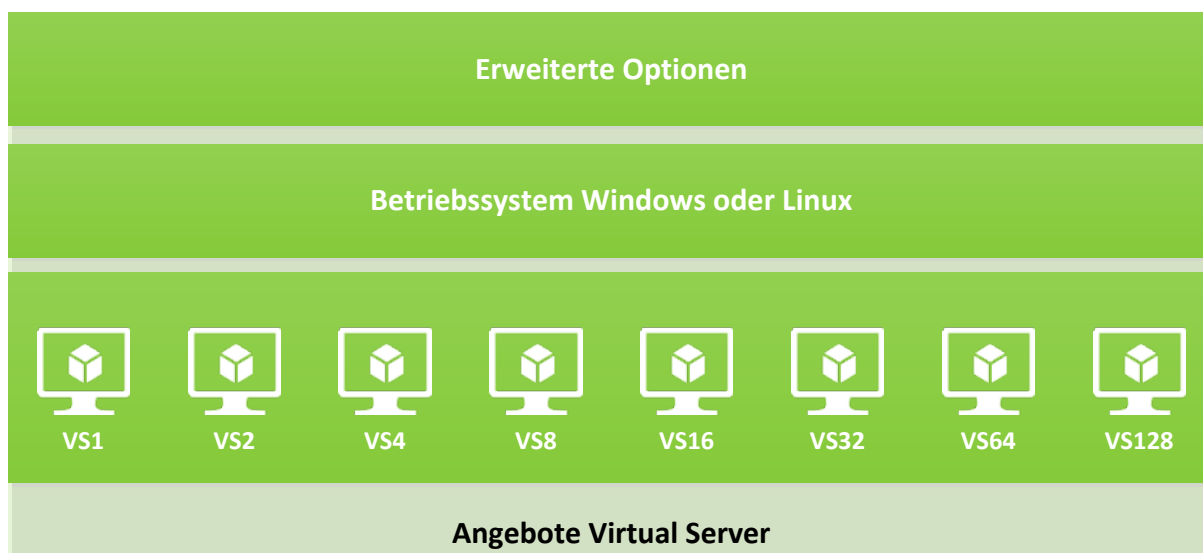 Erweiterte Optionen
Betriebssystem Windows oder Linux
VS1 VS2 VS4 VS8 VS16 VS32 VS64 VS128
Angebote Virtual Server